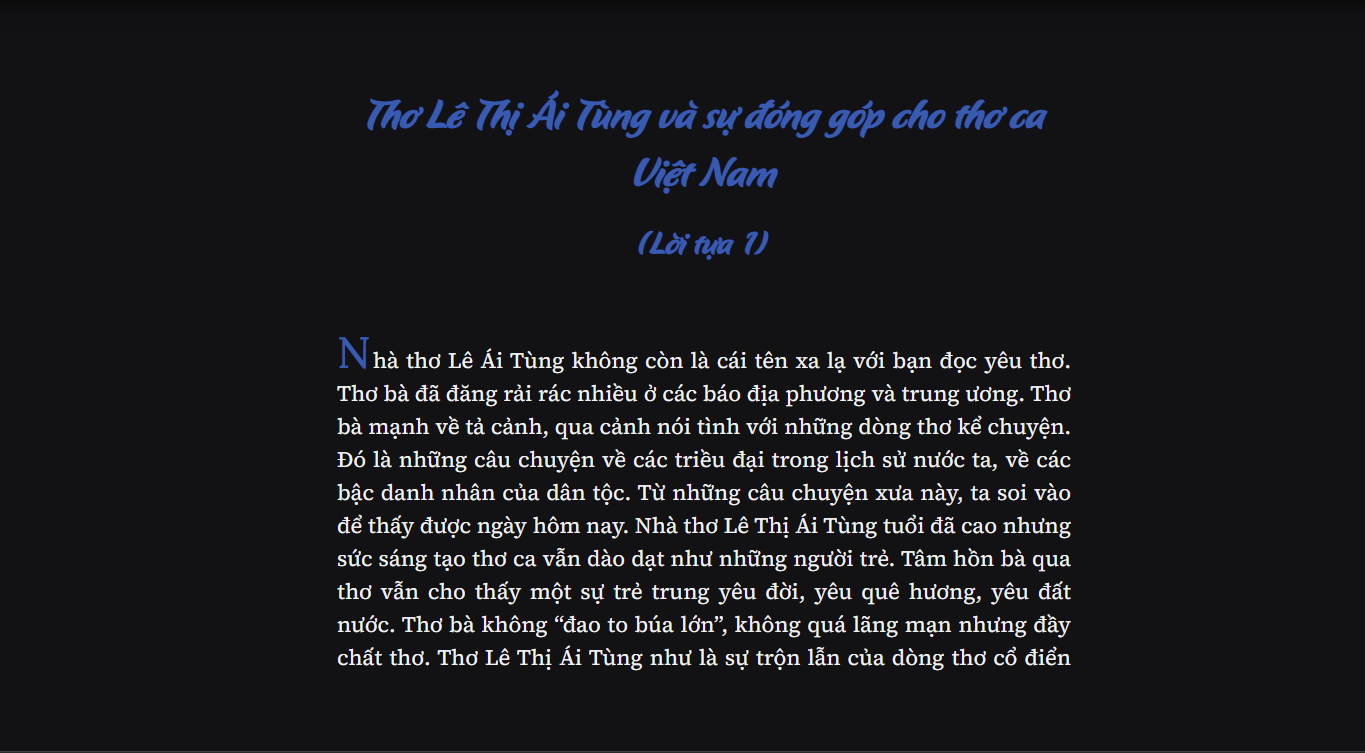 Thơ Lê Thị Ái Tùng và sự đóng góp cho thơ ca
Việt Nam
(Lời tựa 1)
Nhà thơ Lê Ái Tùng không còn là cái tên xa lạ với bạn đọc yêu thơ.
Thơ bà đã đăng rải rác nhiều ở các báo địa phương và trung ương. Thơ
bà mạnh về tả cảnh, qua cảnh nói tình với những dòng thơ kể chuyện.
Đó là những câu chuyện về các triều đại trong lịch sử nước ta, về các
bậc danh nhân của dân tộc. Từ những câu chuyện xưa này, ta soi vào
để thấy được ngày hôm nay. Nhà thơ Lê Thị Ái Tùng tuổi đã cao nhưng
sức sáng tạo thơ ca vẫn dào dạt như những người trẻ. Tâm hồn bà qua
thơ vẫn cho thấy một sự trẻ trung yêu đời, yêu quê hương, yêu đất
nước. Thơ bà không “đao to búa lớn”, không quá lãng mạn nhưng đầy
chất thơ. Thơ Lê Thị Ái Tùng như là sự trộn lẫn của dòng thơ cổ điển